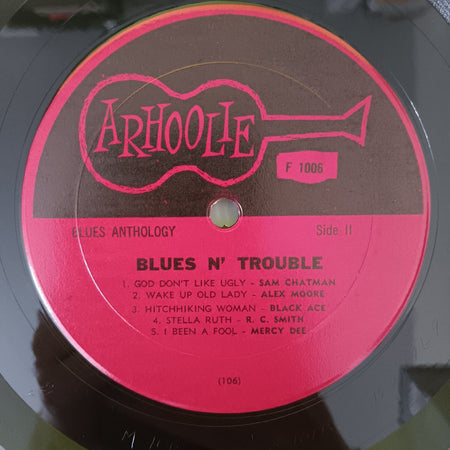 ARHOOLIE
F 1006
BLUES ANTHOLOGY Side II
BLUES N' TROUBLE
1. GOD DON'T LIKE UGLY - SAM CHATMAN
2. WAKE UP OLD LADY - ALEX MOORE
3. HITCHHIKING WOMAN - BLACK ACE
4. STELLA RUTH - R. C. SMITH
5. I BEEN A FOOL - MERCY DEE
(106)